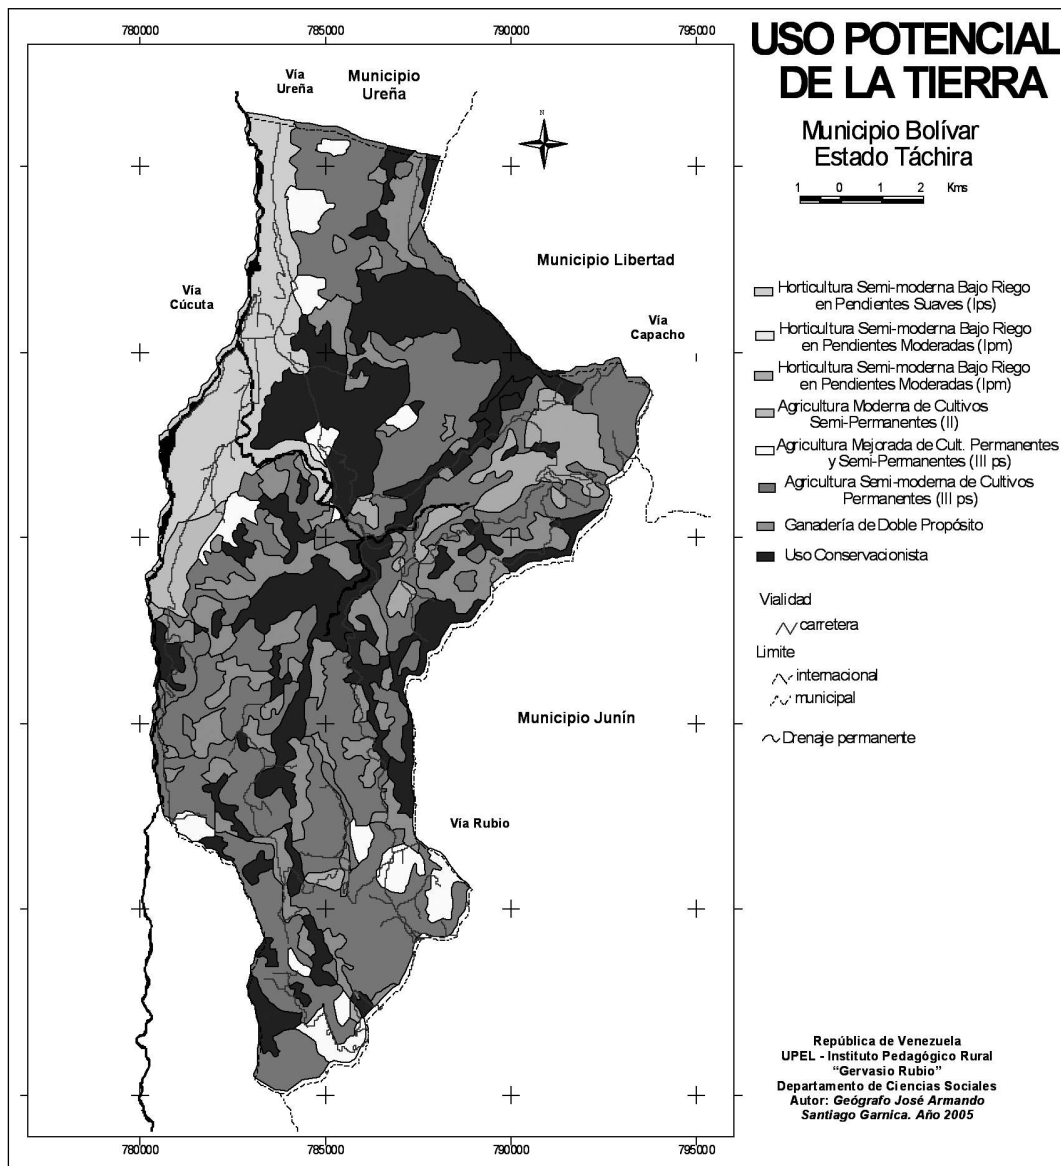 780000 785000 790000 795000
USO POTENCIAL
DE LA TIERRA
Municipio Bolívar
Estado Táchira
1 0 1 2 Kms
Vía
Ureña
Municipio
Ureña
N
Municipio Libertad
Vía
Cúcuta
Vía
Capacho
Horticultura Semi-moderna Bajo Riego
en Pendientes Suaves (Ips)
Horticultura Semi-moderna Bajo Riego
en Pendientes Moderadas (Ipm)
Horticultura Semi-moderna Bajo Riego
en Pendientes Moderadas (Ipm)
Agricultura Moderna de Cultivos
Semi-Permanentes (II)
Agricultura Mejorada de Cult. Permanentes
y Semi-Permanentes (III ps)
Agricultura Semi-moderna de Cultivos
Permanentes (III ps)
Ganadería de Doble Propósito
Uso Conservacionista
Vialidad
carretera
Limite
internacional
municipal
Drenaje permanente
Municipio Junín
Vía Rubio
República de Venezuela
UPEL - Instituto Pedagógico Rural
“Gervasio Rubio”
Departamento de Ciencias Sociales
Autor: Geógrafo José Armando
Santiago Garnica. Año 2005
780000 785000 790000 795000